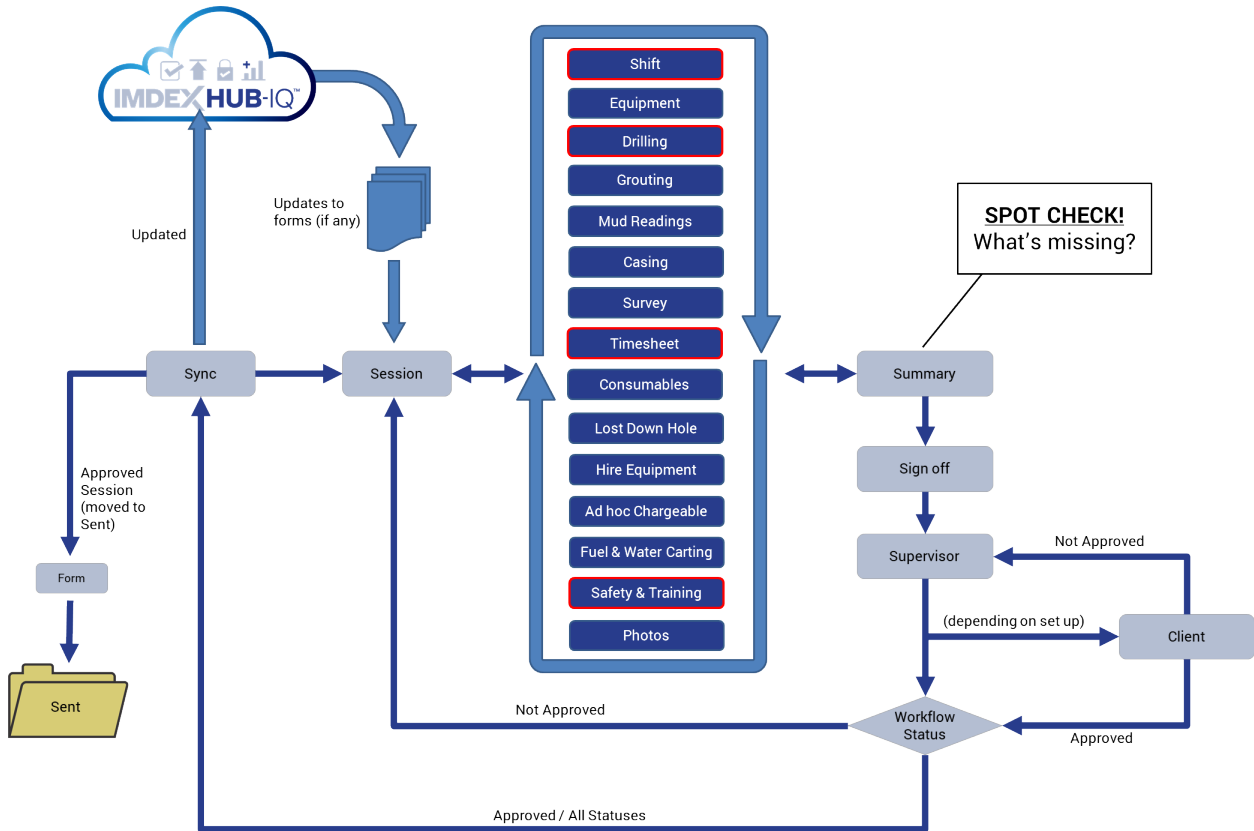 IMDEX HUB-IQ™
Updates to
forms (if any)
Updated
Sync
Session
Approved
Session
(moved to
Sent)
Form
Sent
Shift
Equipment
Drilling
Grouting
Mud Readings
Casing
Survey
Timesheet
Consumables
Lost Down Hole
Hire Equipment
Ad hoc Chargeable
Fuel & Water Carting
Safety & Training
Photos
SPOT CHECK!
What's missing?
Summary
Sign off
Supervisor
Not Approved
(depending on set up)
Client
Workflow
Status
Approved
Not Approved
Approved / All Statuses